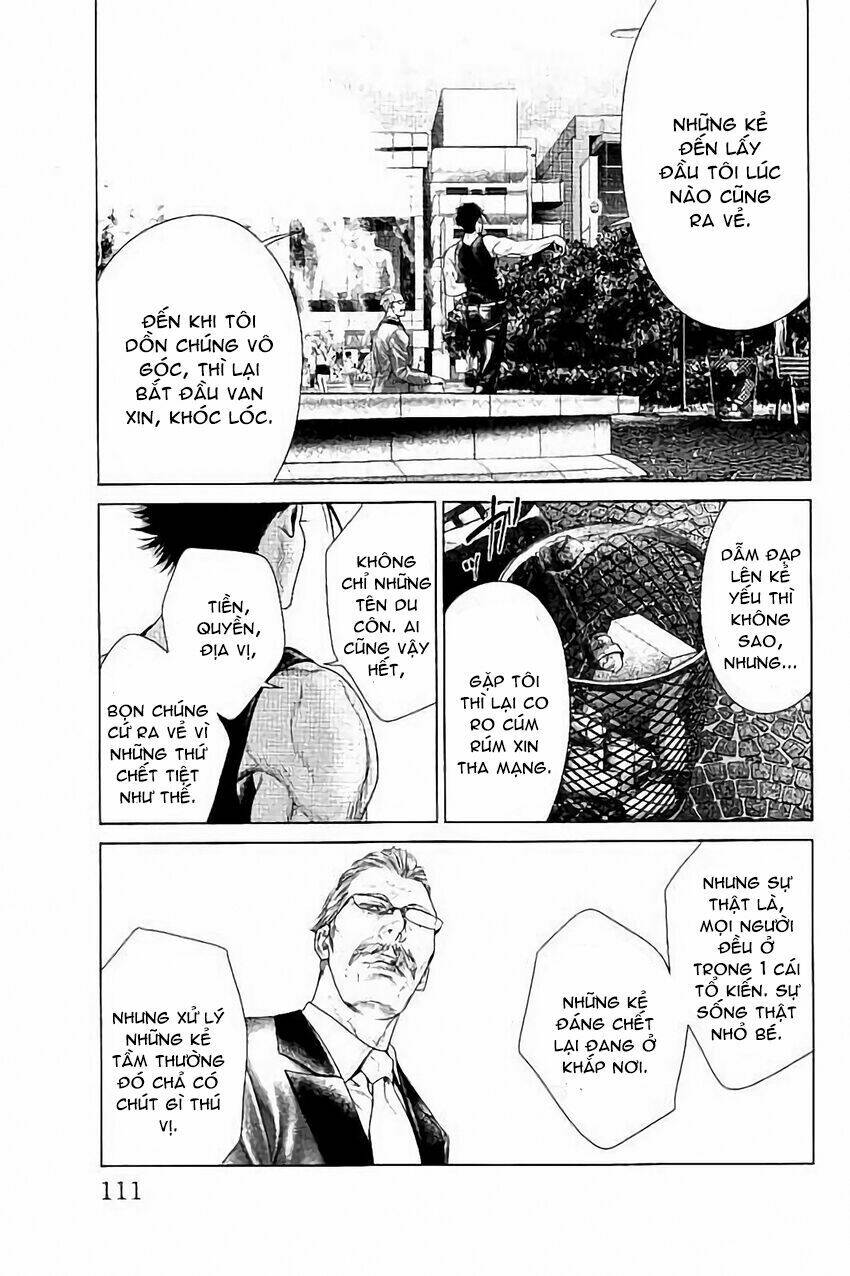 NHỮNG KẺ
ĐẾN LẤY
ĐẦU TÔI LÚC
NÀO CŨNG
RA VẺ.
ĐẾN KHI TÔI
DỒN CHÚNG VÔ
GÓC, THÌ LẠI
BẮT ĐẦU VAN
XIN, KHÓC LÓC.
DẪM ĐẠP
LÊN KẺ
YẾU THÌ
KHÔNG
SAO,
NHƯNG...
GẶP TÔI
THÌ LẠI CO
RO CÚM
RÚM XIN
THA MẠNG.
KHÔNG
CHỈ NHỮNG
TÊN DU
CÔN. AI
CŨNG VẬY
HẾT,
TIỀN,
QUYỀN,
ĐỊA VỊ,
BỌN CHÚNG
CỨ RA VẺ VÌ
NHỮNG THỨ
CHẾT TIỆT
NHƯ THẾ.
NHƯNG SỰ
THẬT LÀ,
MỌI NGƯỜI
ĐỀU Ở
TRONG 1 CÁI
TỔ KIẾN. SỰ
SỐNG THẬT
NHỎ BÉ.
NHỮNG KẺ
ĐÁNG CHẾT
LẠI ĐANG Ở
KHẮP NƠI.
NHƯNG XỬ LÝ
NHỮNG KẺ
TẦM THƯỜNG
ĐÓ CHẢ CÓ
CHÚT GÌ THÚ
VỊ.
111